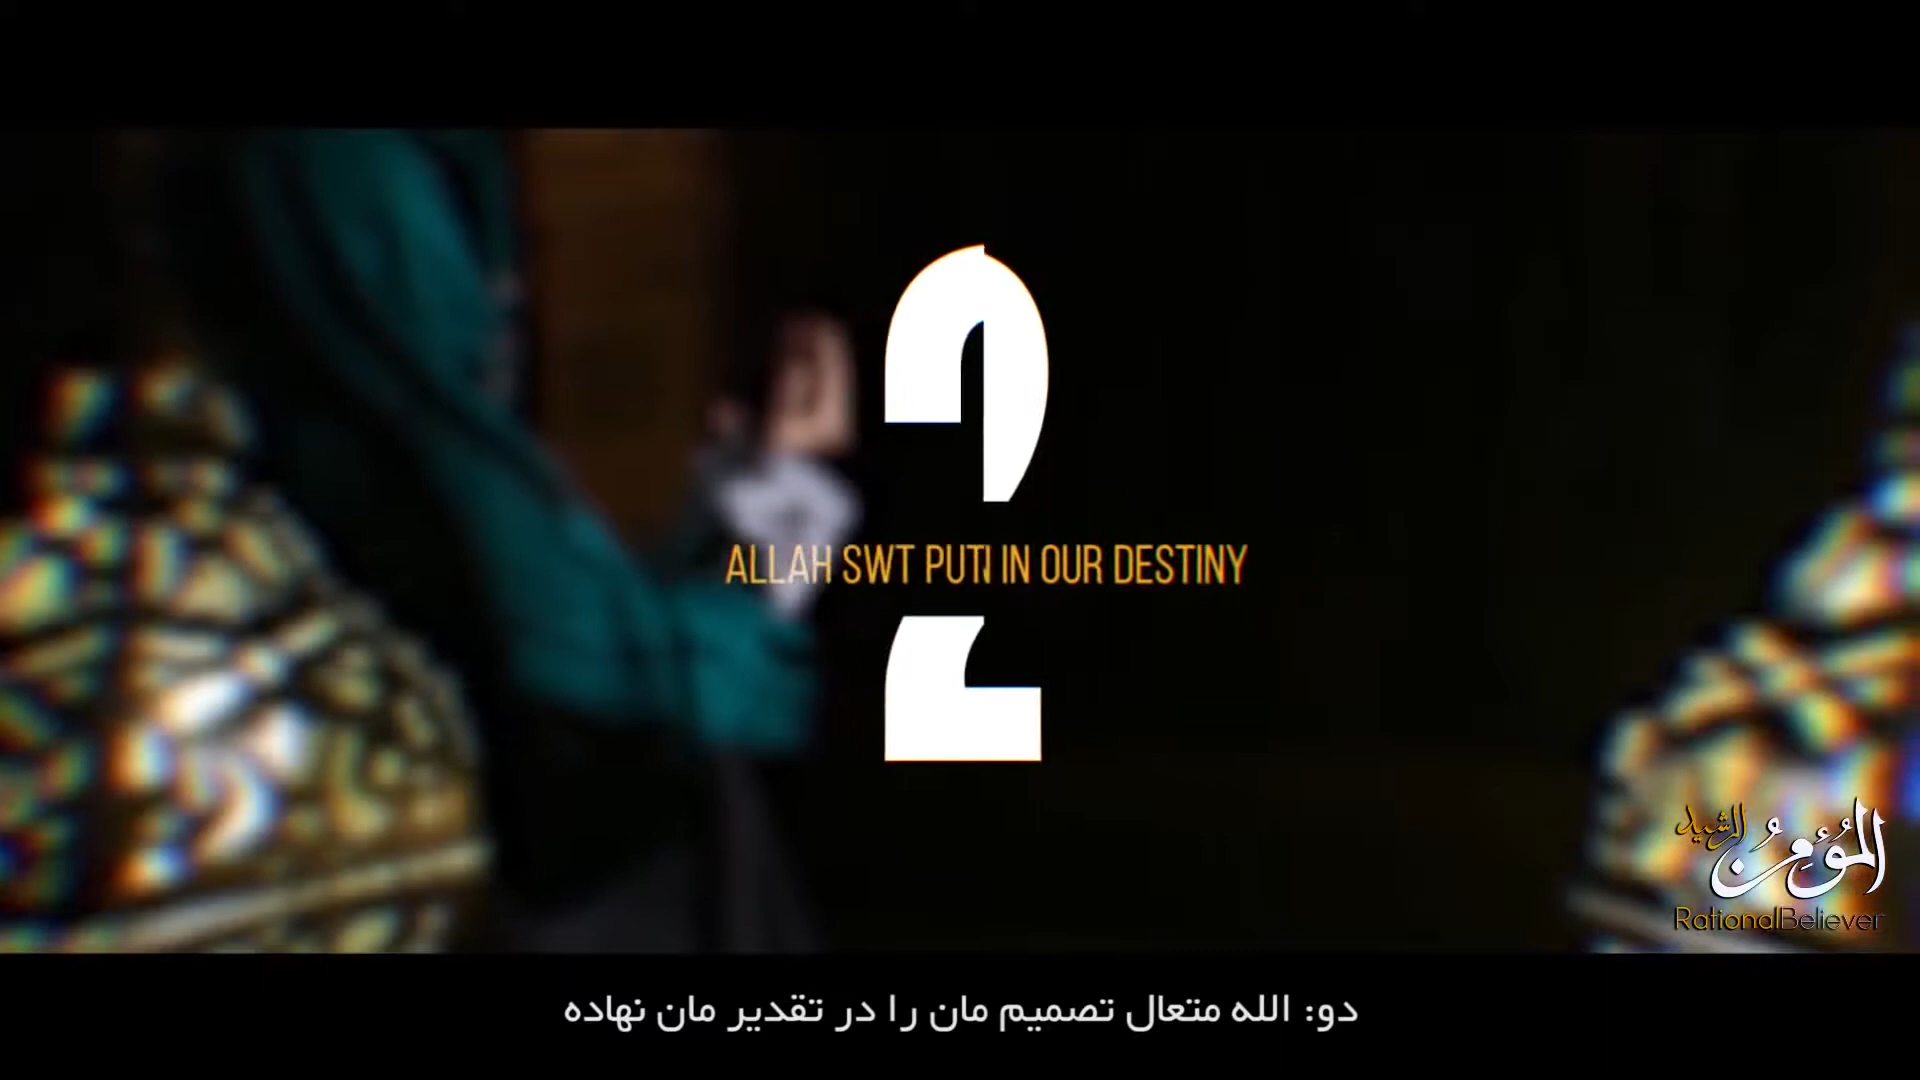 2
ALLAH SWT PUT IN OUR DESTINY
المؤمن الرشيد
RationalBeliever
دو: الله متعال تصمیم مان را در تقدیر مان نهاده